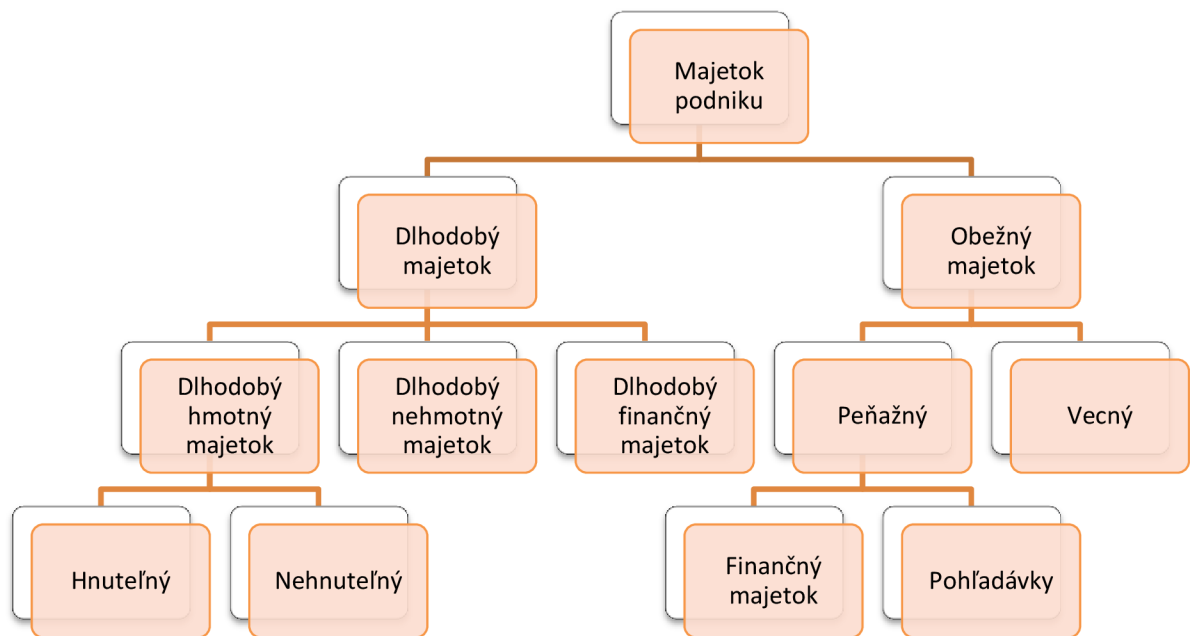 Majetok
podniku
Dlhodobý
majetok
Obežný
majetok
Dlhodobý
hmotný
majetok
Dlhodobý
nehmotný
majetok
Dlhodobý
finančný
majetok
Peňažný
Vecný
Hnuteľný
Nehnuteľný
Finančný
majetok
Pohľadávky